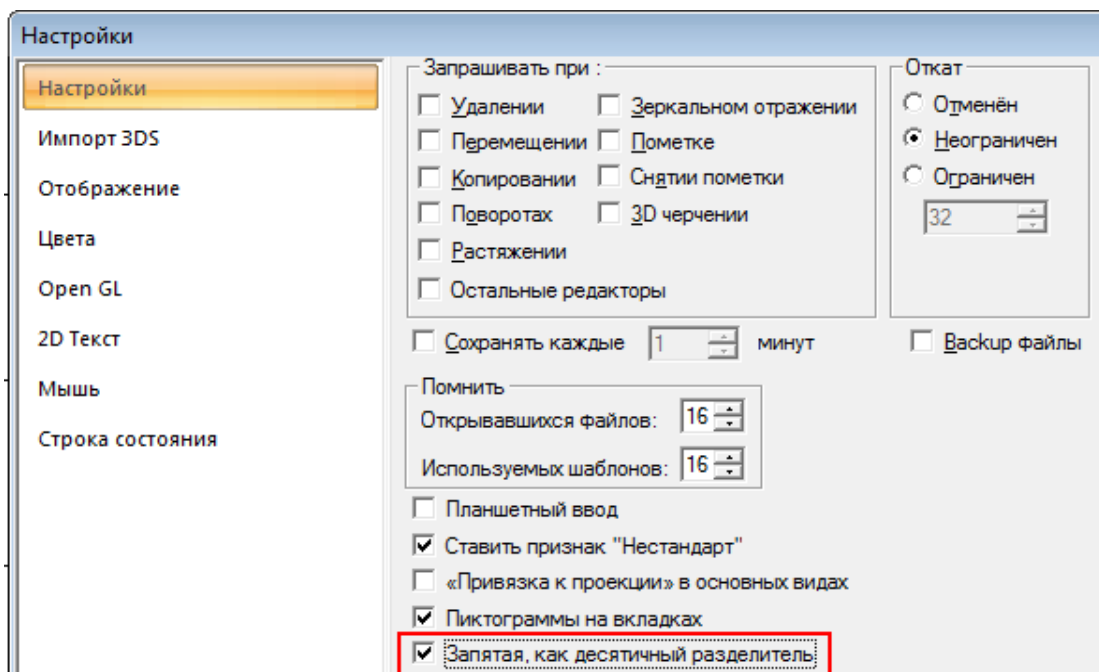 Настройки
Настройки
Импорт 3DS
Отображение
Цвета
Open GL
2D Текст
Мышь
Строка состояния
Запрашивать при :
Удалении
Зеркальном отражении
Перемещении
Пометке
Копировании
Снятии пометки
Поворотах
3D черчении
Растяжении
Остальные редакторы
Откат
Отменён
Неограничен
Ограничен
32
Сохранять каждые 1 минут
Backup файлы
Помнить
Открывавшихся файлов: 16
Используемых шаблонов: 16
Планшетный ввод
Ставить признак "Нестандарт"
«Привязка к проекции» в основных видах
Пиктограммы на вкладках
Запятая, как десятичный разделитель